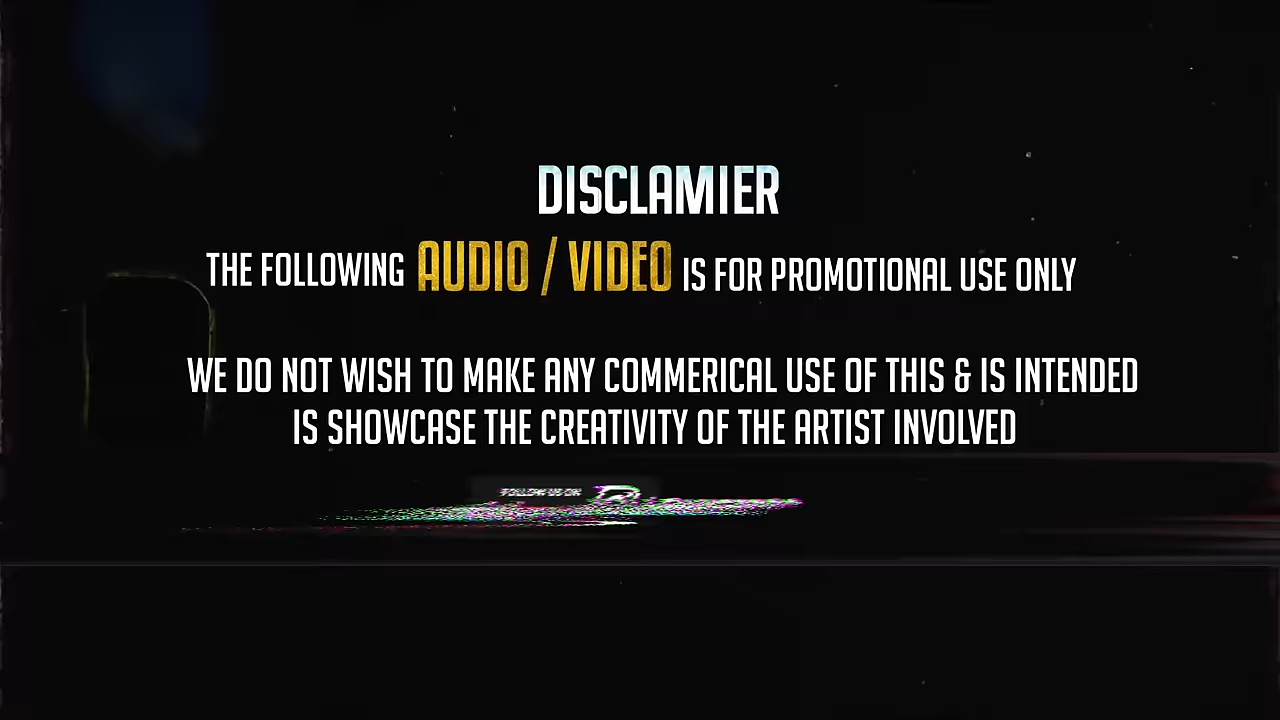 DISCLAMIER
THE FOLLOWING AUDIO / VIDEO IS FOR PROMOTIONAL USE ONLY
WE DO NOT WISH TO MAKE ANY COMMERICAL USE OF THIS & IS INTENDED
IS SHOWCASE THE CREATIVITY OF THE ARTIST INVOLVED